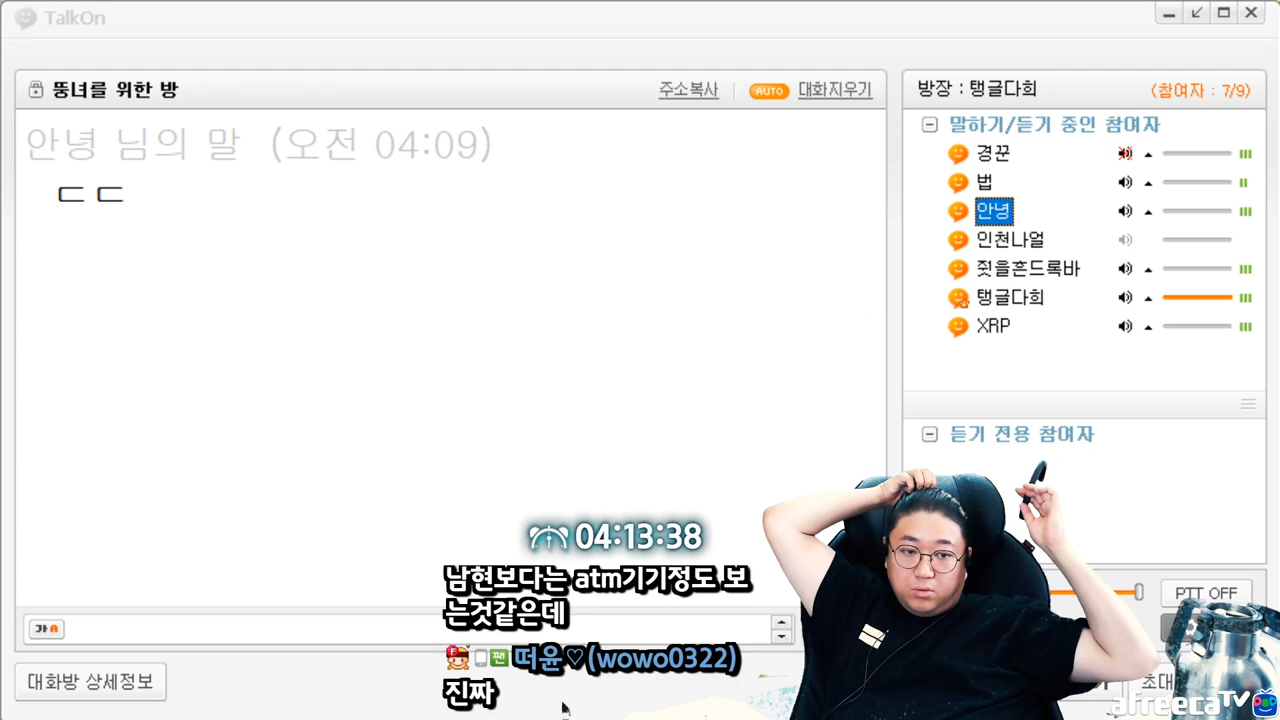 TalkOn
뚱녀를 위한 방
주소복사
AUTO
대화지우기
안녕 님의 말 (오전 04:09)
ㄷㄷ
방장 : 탱글다희
(참여자 : 7/9)
말하기/듣기 중인 참여자
경꾼
법
안녕
인천나얼
쥣을흔드록바
탱글다희
XRP
듣기 전용 참여자
04:13:38
남현보다는 atm기기정도 보
는것같은데
F 팬 떠윤♡(wowo0322)
진짜
가
PTT OFF
대화방 상세정보
초대
afreecaTV